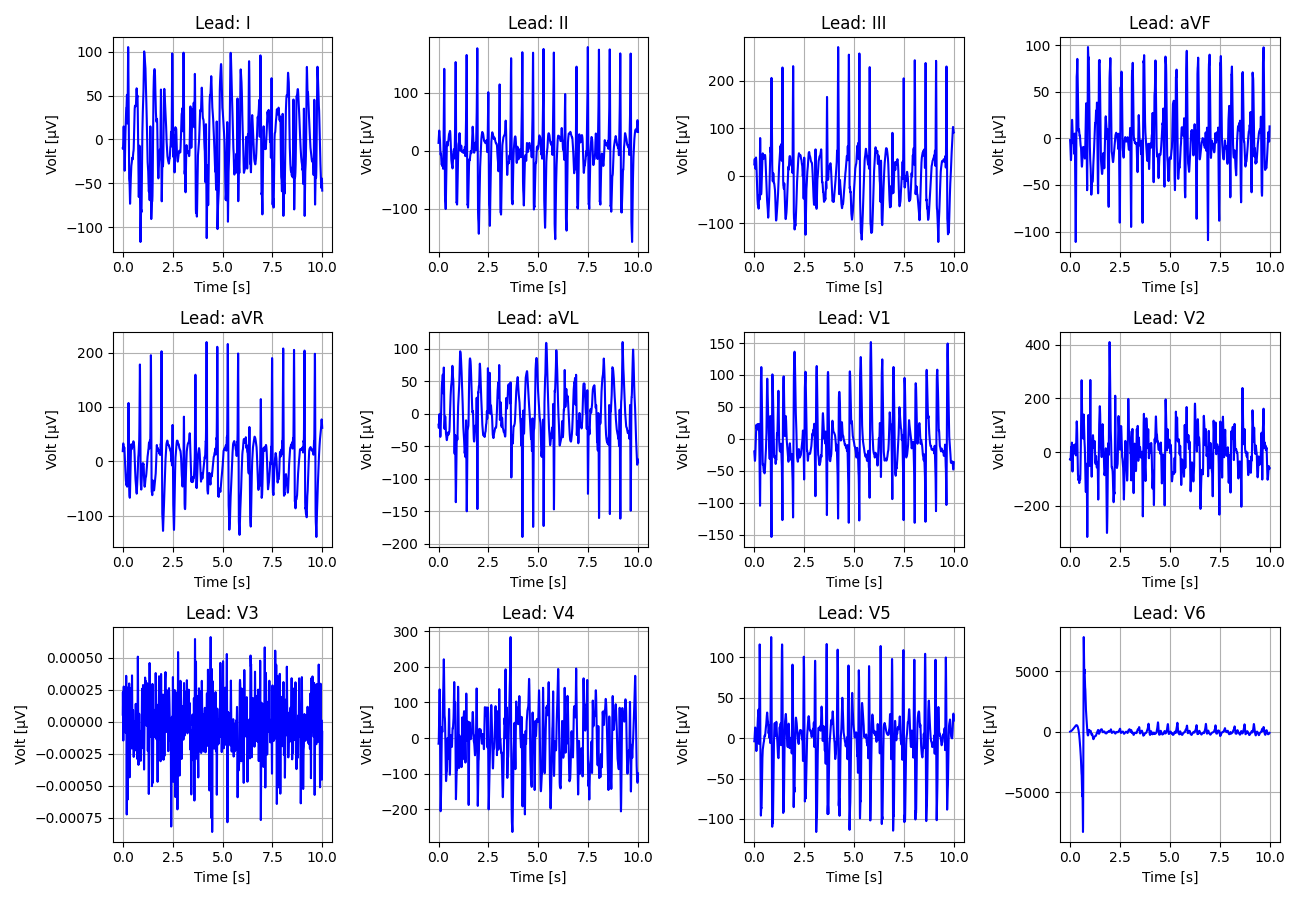 Lead: I
Volt [µV]
100
50
0
−50
−100
0.0 2.5 5.0 7.5 10.0
Time [s]
Lead: II
Volt [µV]
100
0
−100
0.0 2.5 5.0 7.5 10.0
Time [s]
Lead: III
Volt [µV]
200
100
0
−100
0.0 2.5 5.0 7.5 10.0
Time [s]
Lead: aVF
Volt [µV]
100
50
0
−50
−100
0.0 2.5 5.0 7.5 10.0
Time [s]
Lead: aVR
Volt [µV]
200
100
0
−100
0.0 2.5 5.0 7.5 10.0
Time [s]
Lead: aVL
Volt [µV]
100
50
0
−50
−100
−150
−200
0.0 2.5 5.0 7.5 10.0
Time [s]
Lead: V1
Volt [µV]
150
100
50
0
−50
−100
−150
0.0 2.5 5.0 7.5 10.0
Time [s]
Lead: V2
Volt [µV]
400
200
0
−200
0.0 2.5 5.0 7.5 10.0
Time [s]
Lead: V3
Volt [µV]
0.00050
0.00025
0.00000
−0.00025
−0.00050
−0.00075
0.0 2.5 5.0 7.5 10.0
Time [s]
Lead: V4
Volt [µV]
300
200
100
0
−100
−200
0.0 2.5 5.0 7.5 10.0
Time [s]
Lead: V5
Volt [µV]
100
50
0
−50
−100
0.0 2.5 5.0 7.5 10.0
Time [s]
Lead: V6
Volt [µV]
5000
0
−5000
0.0 2.5 5.0 7.5 10.0
Time [s]